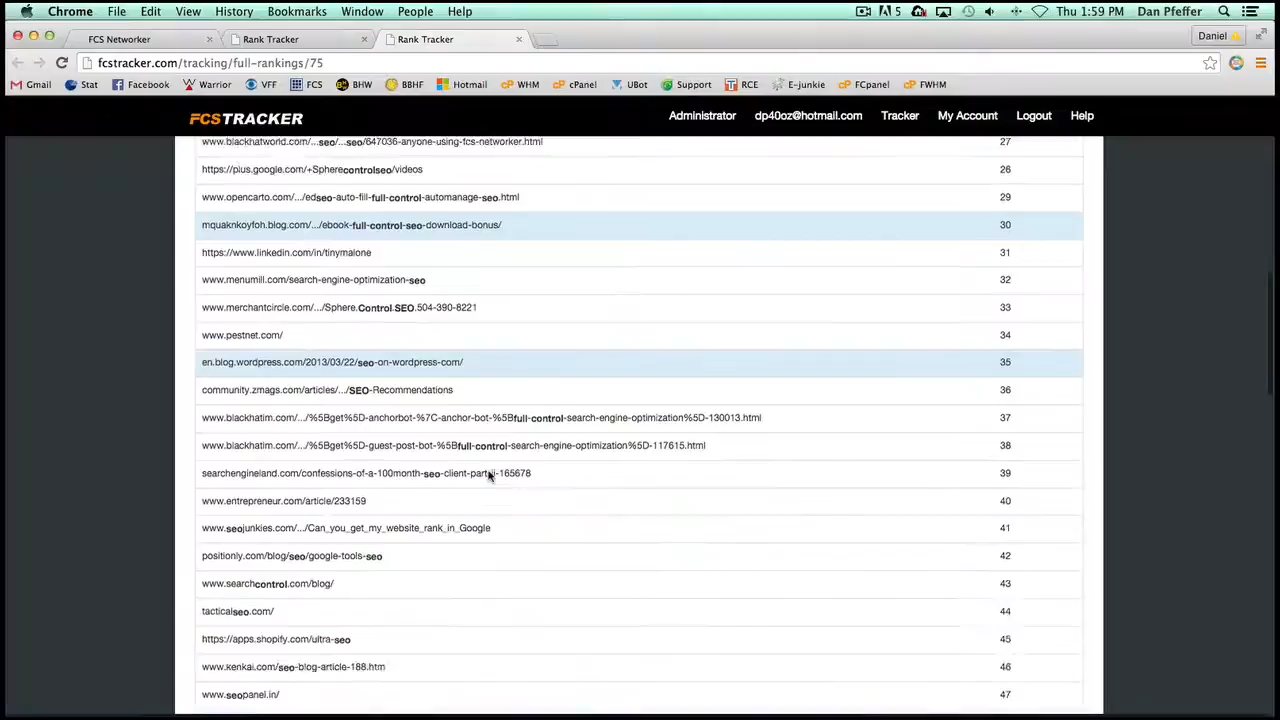 Chrome File Edit View History Bookmarks Window People Help 5 Thu 1:59 PM Dan Pfeffer
FCS Networker Rank Tracker Rank Tracker Daniel
fcstracker.com/tracking/full-rankings/75
Gmail Stat Facebook Warrior VFF FCS BHW BBHF Hotmail WHM cPanel UBot Support RCE E-junkie FCpanel FWHM
FCSTRACKER Administrator dp40oz@hotmail.com Tracker My Account Logout Help
www.blackhatworld.com/...seo/...seo/647036-anyone-using-fcs-networker.html 27
https://plus.google.com/+Spherecontrolseo/videos 26
www.opencarto.com/.../edseo-auto-fill-full-control-automanage-seo.html 29
mquaknkoyfoh.blog.com/.../ebook-full-control-seo-download-bonus/ 30
https://www.linkedin.com/in/tinymalone 31
www.menumill.com/search-engine-optimization-seo 32
www.merchantcircle.com/.../Sphere.Control.SEO.504-390-8221 33
www.pestnet.com/ 34
en.blog.wordpress.com/2013/03/22/seo-on-wordpress-com/ 35
community.zmags.com/articles/.../SEO-Recommendations 36
www.blackhatim.com/.../%5Bget%5D-anchorbot-%7C-anchor-bot-%5Bfull-control-search-engine-optimization%5D-130013.html 37
www.blackhatim.com/.../%5Bget%5D-guest-post-bot-%5Bfull-control-search-engine-optimization%5D-117615.html 38
searchengineland.com/confessions-of-a-100month-seo-client-part-ii-165678 39
www.entrepreneur.com/article/233159 40
www.seojunkies.com/.../Can_you_get_my_website_rank_in_Google 41
positionly.com/blog/seo/google-tools-seo 42
www.searchcontrol.com/blog/ 43
tacticalseo.com/ 44
https://apps.shopify.com/ultra-seo 45
www.kenkai.com/seo-blog-article-188.htm 46
www.seopanel.in/ 47